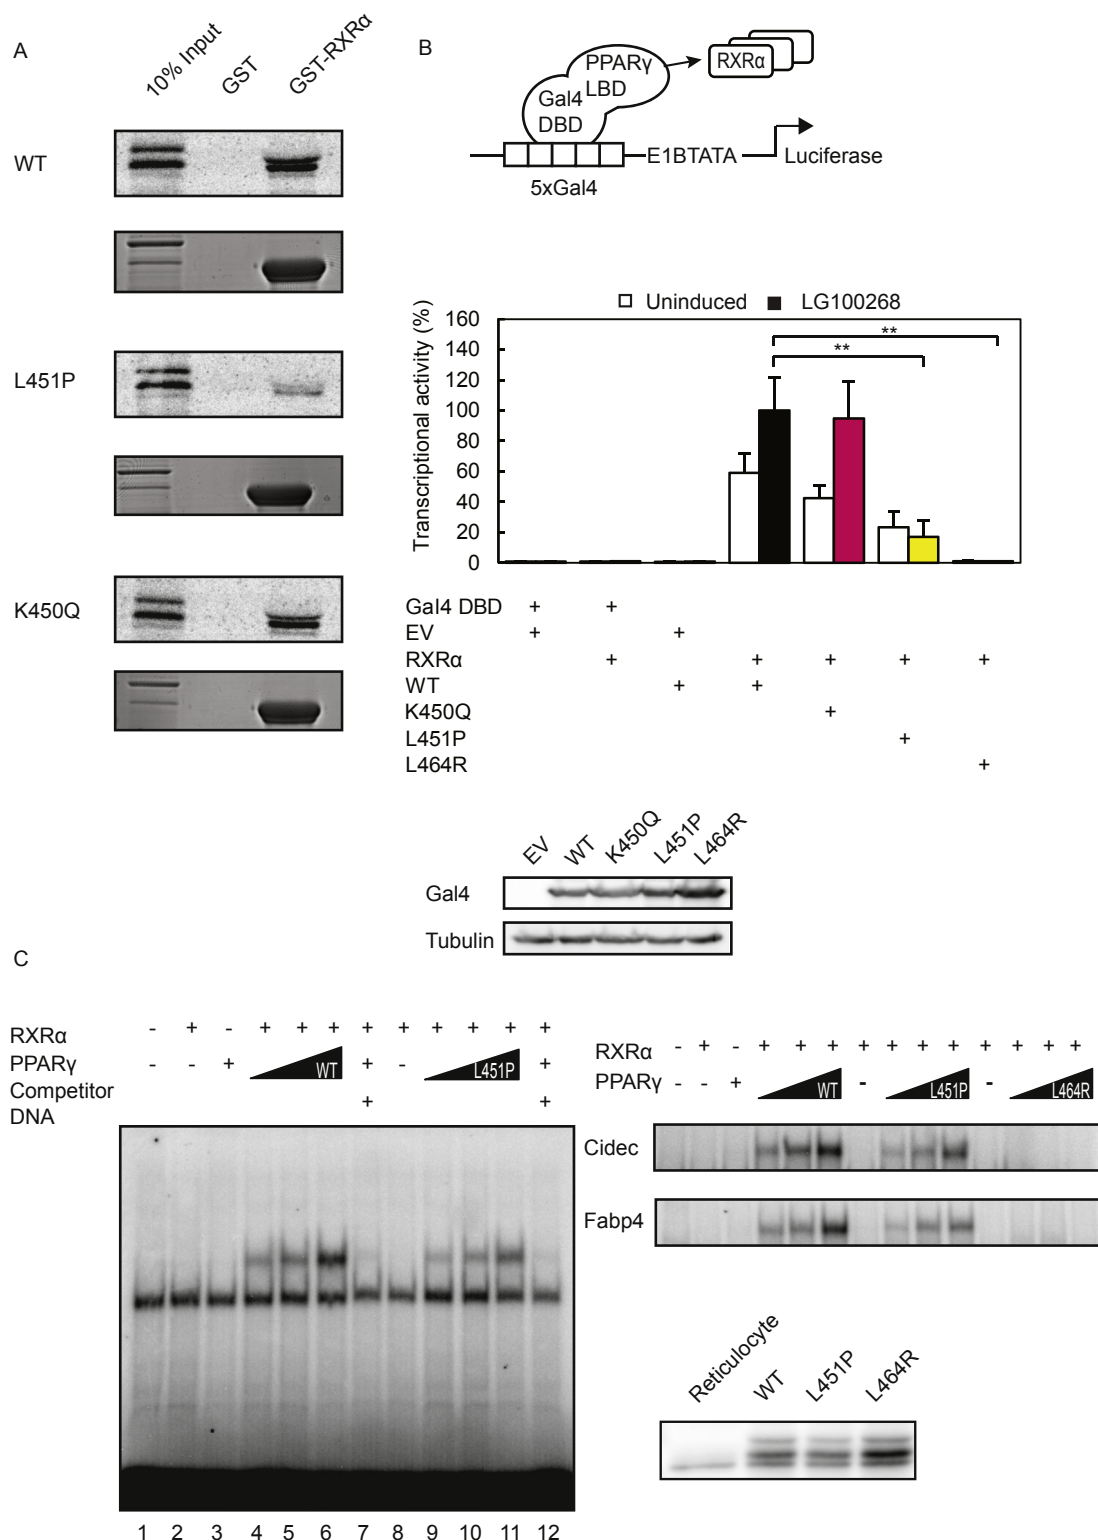 A
10% Input
GST
GST-RXRα
WT
L451P
K450Q
B
PPARγ
LBD
Gal4
DBD
RXRα
E1BTATA
Luciferase
5xGal4
Uninduced
LG100268
Transcriptional activity (%)
160
140
120
100
80
60
40
20
0
**
**
Gal4 DBD + +
EV + +
RXRα + + + + +
WT + +
K450Q +
L451P +
L464R +
EV WT K450Q L451P L464R
Gal4
Tubulin
C
RXRα - + - + + + + + + + + +
PPARγ - - + WT + - L451P +
Competitor + +
DNA
1 2 3 4 5 6 7 8 9 10 11 12
RXRα - + - + + + + + + + + + + +
PPARγ - - + WT - L451P - L464R
Cidec
Fabp4
Reticulocyte
WT
L451P
L464R